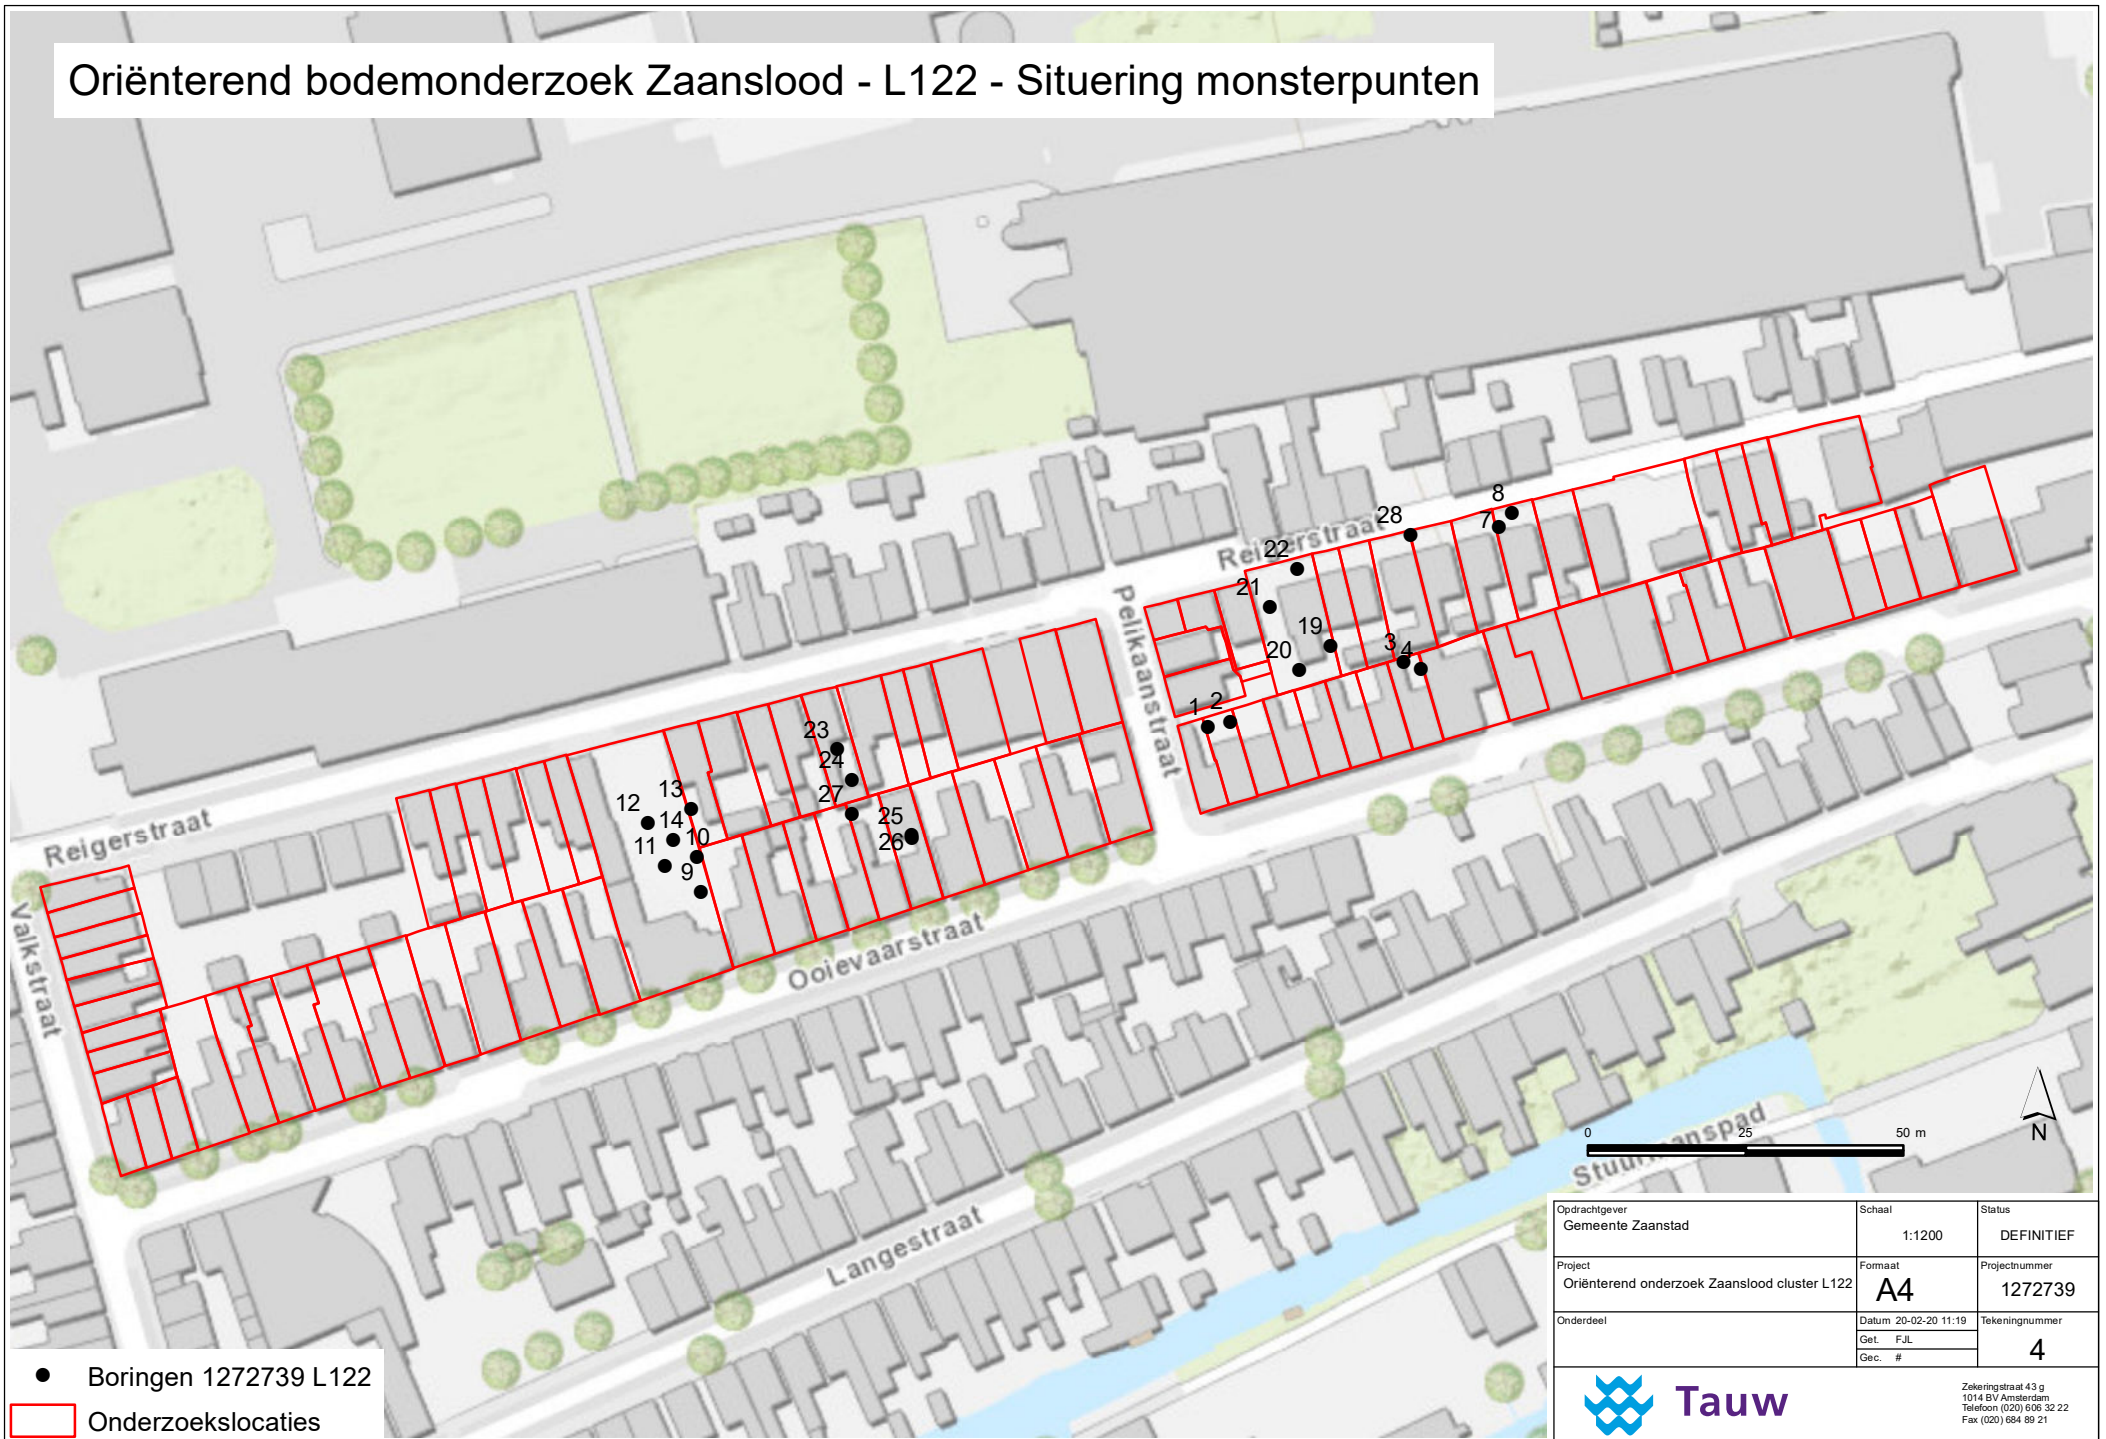 Oriënterend bodemonderzoek Zaanslood - L122 - Situering monsterpunten
8
28
7
Reigerstraat
22
21
Pelikaanstraat
19
3
4
20
1
2
23
24
13
27
12
14
25
10
11
26
9
Reigerstraat
Valkstraat
Ooievaarstraat
Langestraat
Stuurmanspad
0
25
50 m
N
Opdrachtgever
Gemeente Zaanstad
Schaal
1:1200
Status
DEFINITIEF
Project
Oriënterend onderzoek Zaanslood cluster L122
Formaat
A4
Projectnummer
1272739
Onderdeel
Datum 20-02-20 11:19
Get. FJL
Gec. #
Tekeningnummer
4
Tauw
Zekeringstraat 43 g
1014 BV Amsterdam
Telefoon (020) 606 32 22
Fax (020) 684 89 21
Boringen 1272739 L122
Onderzoekslocaties